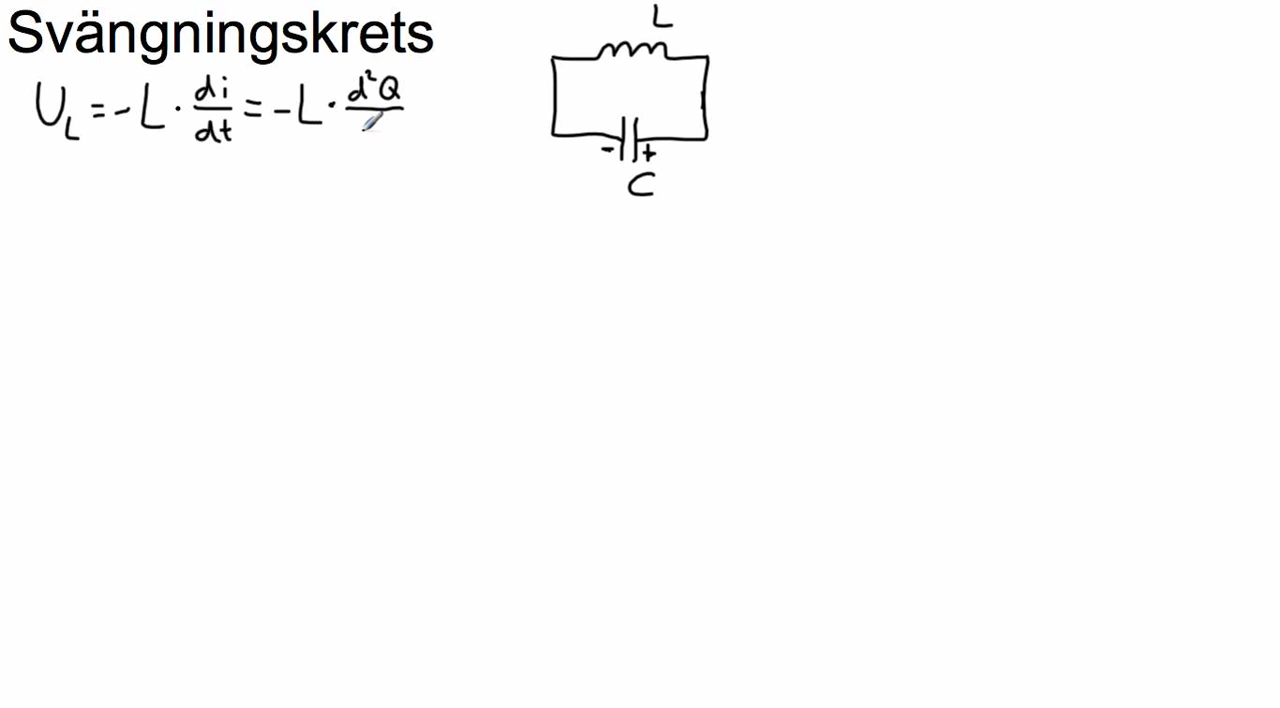 Svängningskrets
U_L = -L · di/dt = -L · d²Q/
L
- +
C